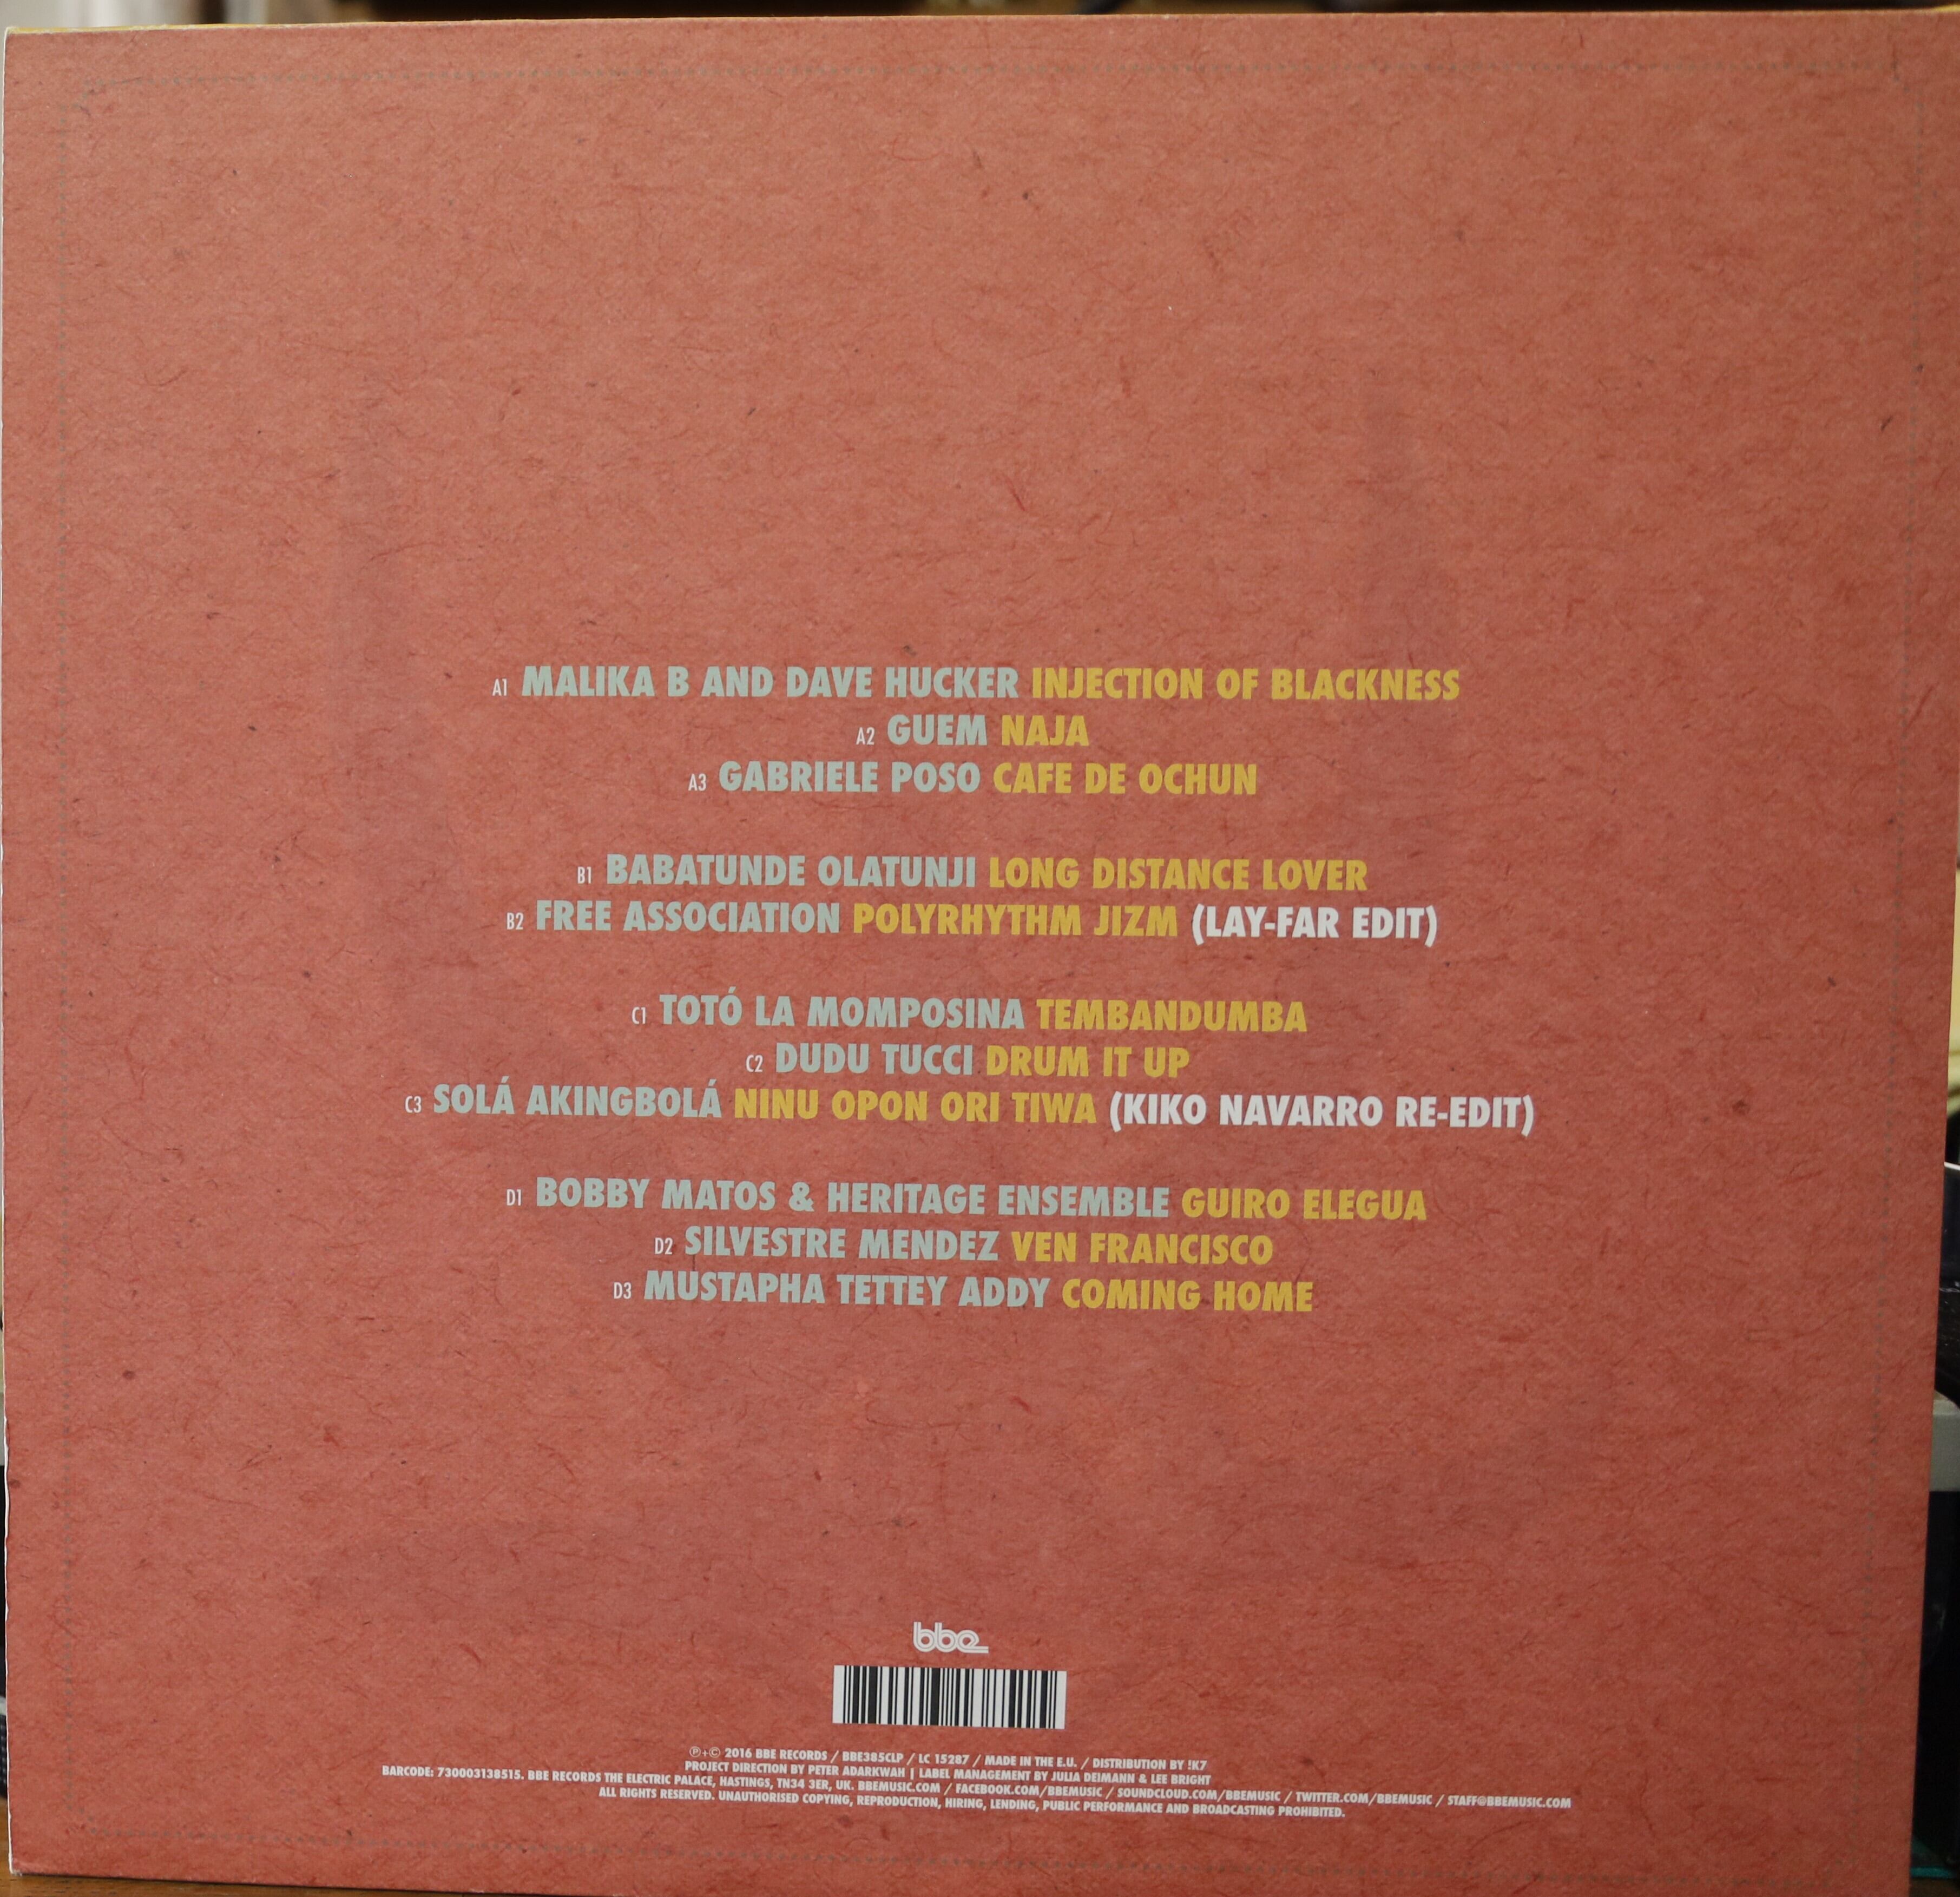 A1 MALIKA B AND DAVE HUCKER INJECTION OF BLACKNESS
A2 GUEM NAJA
A3 GABRIELE POSO CAFE DE OCHUN
B1 BABATUNDE OLATUNJI LONG DISTANCE LOVER
B2 FREE ASSOCIATION POLYRHYTHM JIZM (LAY-FAR EDIT)
C1 TOTÓ LA MOMPOSINA TEMBANDUMBA
C2 DUDU TUCCI DRUM IT UP
C3 SOLÁ AKINGBOLÁ NINU OPON ORI TIWA (KIKO NAVARRO RE-EDIT)
D1 BOBBY MATOS & HERITAGE ENSEMBLE GUIRO ELEGUA
D2 SILVESTRE MENDEZ VEN FRANCISCO
D3 MUSTAPHA TETTEY ADDY COMING HOME
bbe
℗+© 2016 BBE RECORDS / BBE385CLP / LC 15287 / MADE IN THE E.U. / DISTRIBUTION BY !K7
PROJECT DIRECTION BY PETER ADARKWAH | LABEL MANAGEMENT BY JULIA DEIMANN & LEE BRIGHT
BARCODE: 730003138515. BBE RECORDS THE ELECTRIC PALACE, HASTINGS, TN34 3ER, UK. BBEMUSIC.COM / FACEBOOK.COM/BBEMUSIC / SOUNDCLOUD.COM/BBEMUSIC / TWITTER.COM/BBEMUSIC / STAFF@BBEMUSIC.COM
ALL RIGHTS RESERVED. UNAUTHORISED COPYING, REPRODUCTION, HIRING, LENDING, PUBLIC PERFORMANCE AND BROADCASTING PROHIBITED.